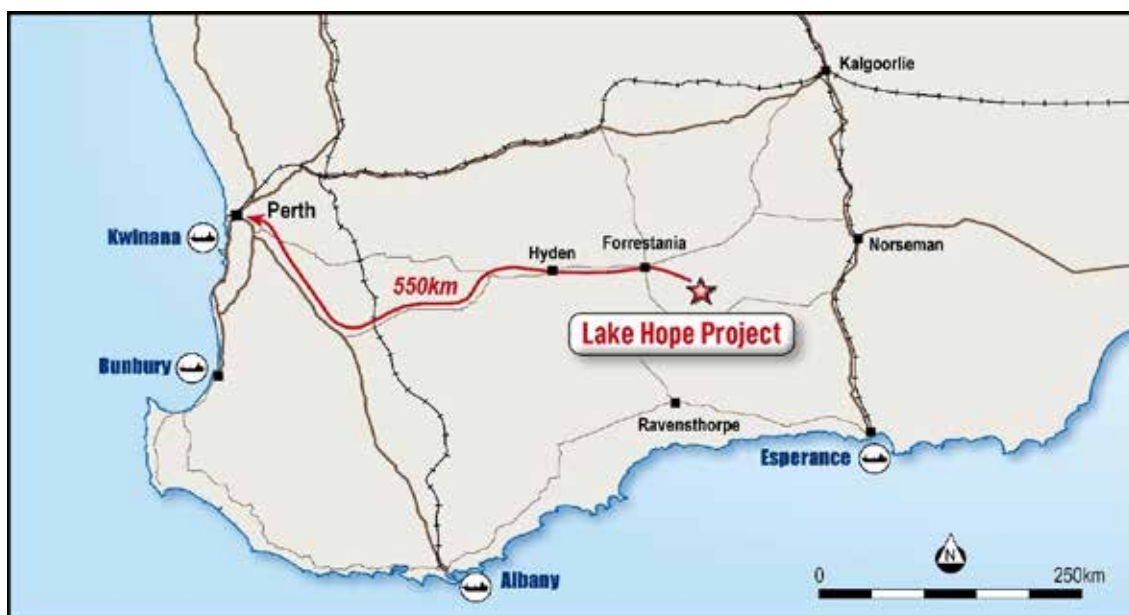 Kalgoorlie
Perth
Kwinana
Hyden
Forrestania
Norseman
550km
Lake Hope Project
Bunbury
Ravensthorpe
Esperance
Albany
N
0 250km